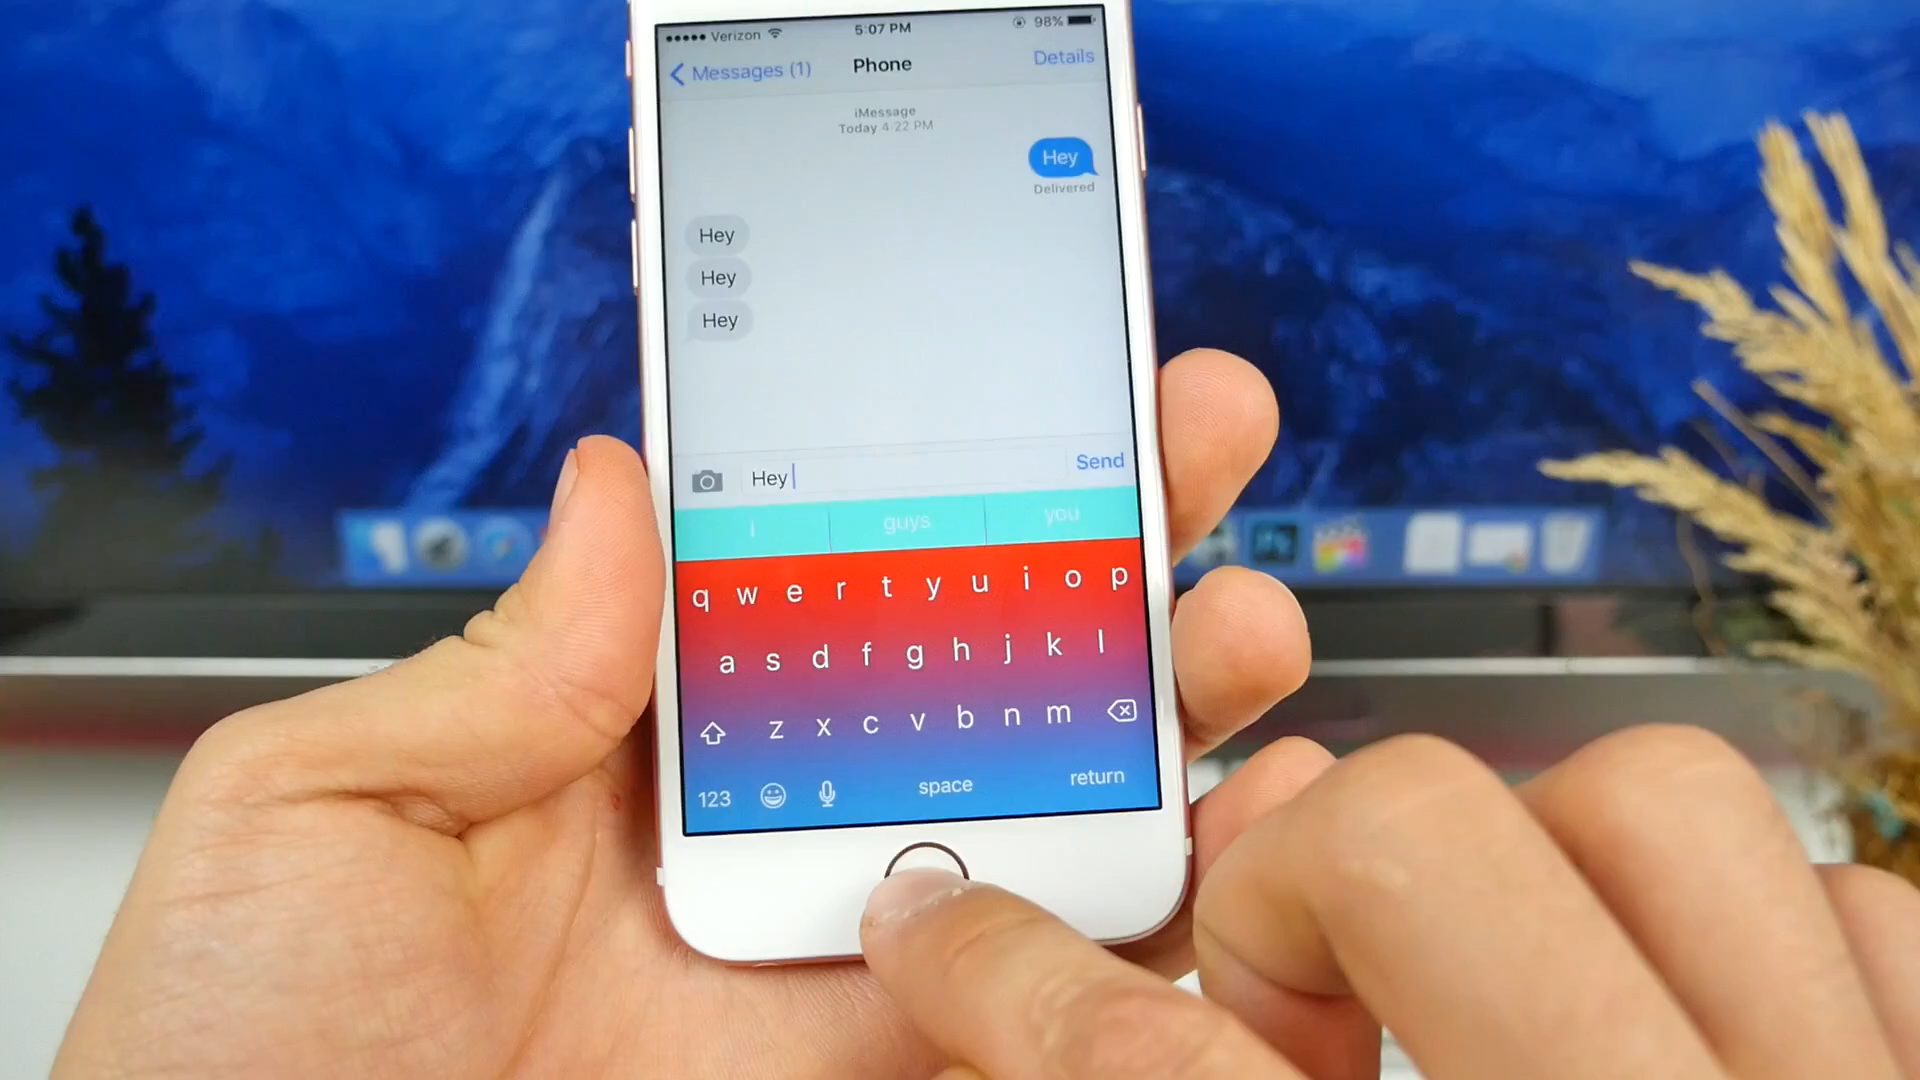 Verizon 5:07 PM 98%
Messages (1) Phone Details
iMessage
Today 4:22 PM
Hey
Delivered
Hey
Hey
Hey
Hey Send
i guys you
q w e r t y u i o p
a s d f g h j k l
z x c v b n m
123 space return